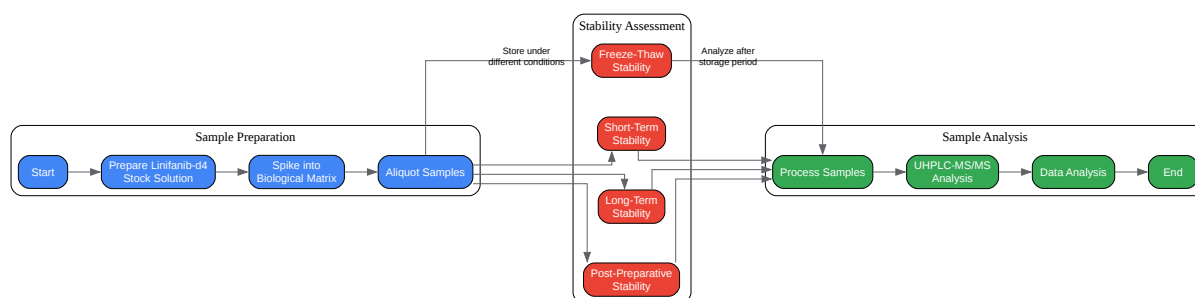 Sample Preparation
Start
Prepare Linifanib-d4
Stock Solution
Spike into
Biological Matrix
Aliquot Samples
Store under
different conditions
Stability Assessment
Freeze-Thaw
Stability
Short-Term
Stability
Long-Term
Stability
Post-Preparative
Stability
Analyze after
storage period
Sample Analysis
Process Samples
UHPLC-MS/MS
Analysis
Data Analysis
End